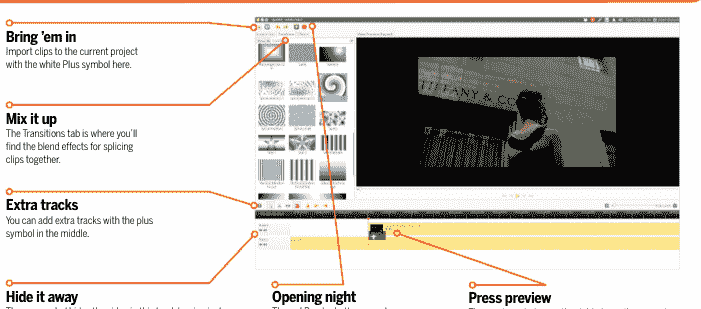 Bring 'em in
Import clips to the current project
with the white Plus symbol here.
Mix it up
The Transitions tab is where you'll
find the blend effects for splicing
clips together.
TIFFANY & CO
Extra tracks
You can add extra tracks with the plus
symbol in the middle.
Hide it away
Opening night
Press preview